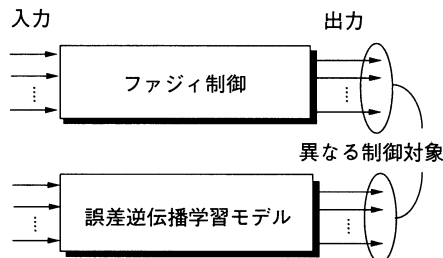 入力
出力
ファジィ制御
異なる制御対象
誤差逆伝播学習モデル